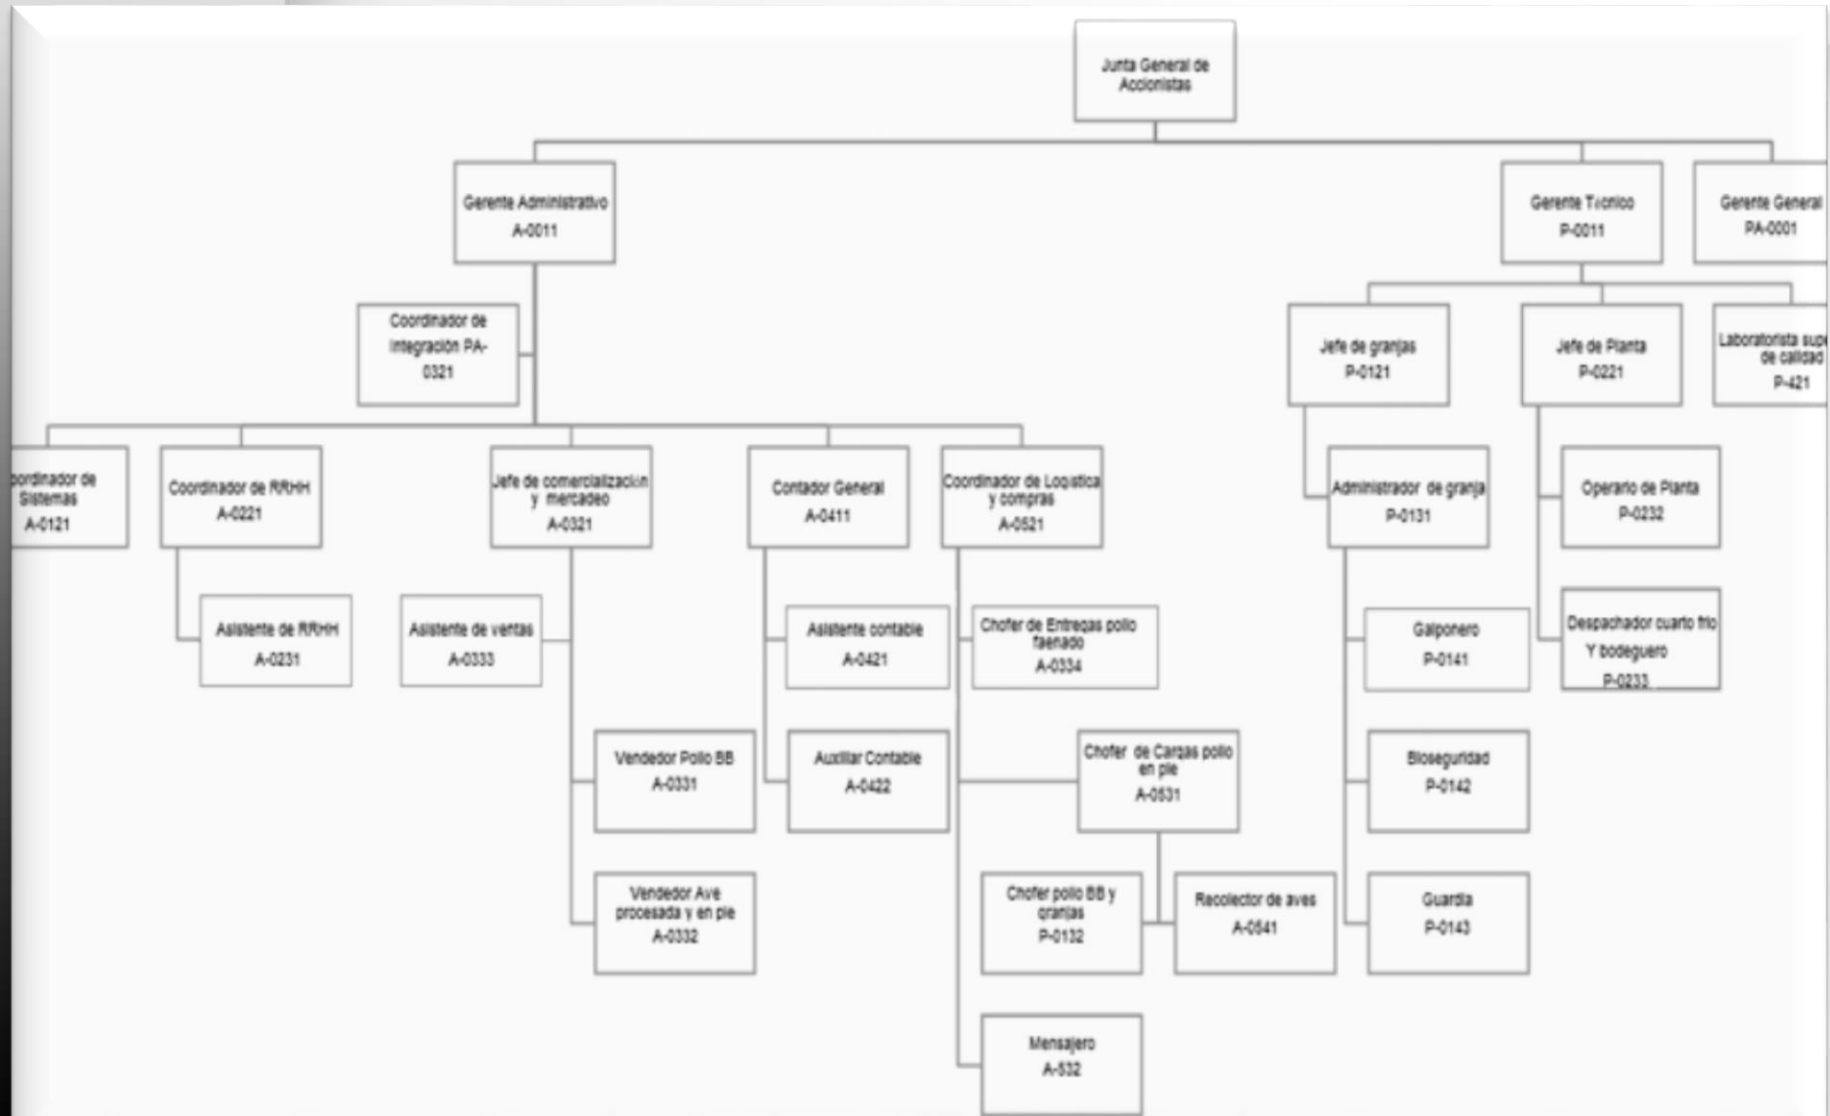 Junta General de
Accionistas
Gerente Administrativo
A-0011
Gerente Técnico
P-0011
Gerente General
PA-0001
Coordinador de
Integración PA-
0321
Jefe de granjas
P-0121
Jefe de Planta
P-0221
Laboratorista supe
de calidad
P-421
oordinador de
Sistemas
A-0121
Coordinador de RRHH
A-0221
Jefe de comercialización
y mercadeo
A-0321
Contador General
A-0411
Coordinador de Logistica
y compras
A-0521
Administrador de granja
P-0131
Operario de Planta
P-0232
Asistente de RRHH
A-0231
Asistente de ventas
A-0333
Asistente contable
A-0421
Chofer de Entregas pollo
faenado
A-0334
Galponero
P-0141
Despachador cuarto frio
Y bodeguero
P-0233
Vendedor Pollo BB
A-0331
Auxiliar Contable
A-0422
Chofer de Cargas pollo
en pie
A-0531
Bioseguridad
P-0142
Vendedor Ave
procesada y en pie
A-0332
Chofer pollo BB y
granjas
P-0132
Recolector de aves
A-0541
Guardia
P-0143
Mensajero
A-532